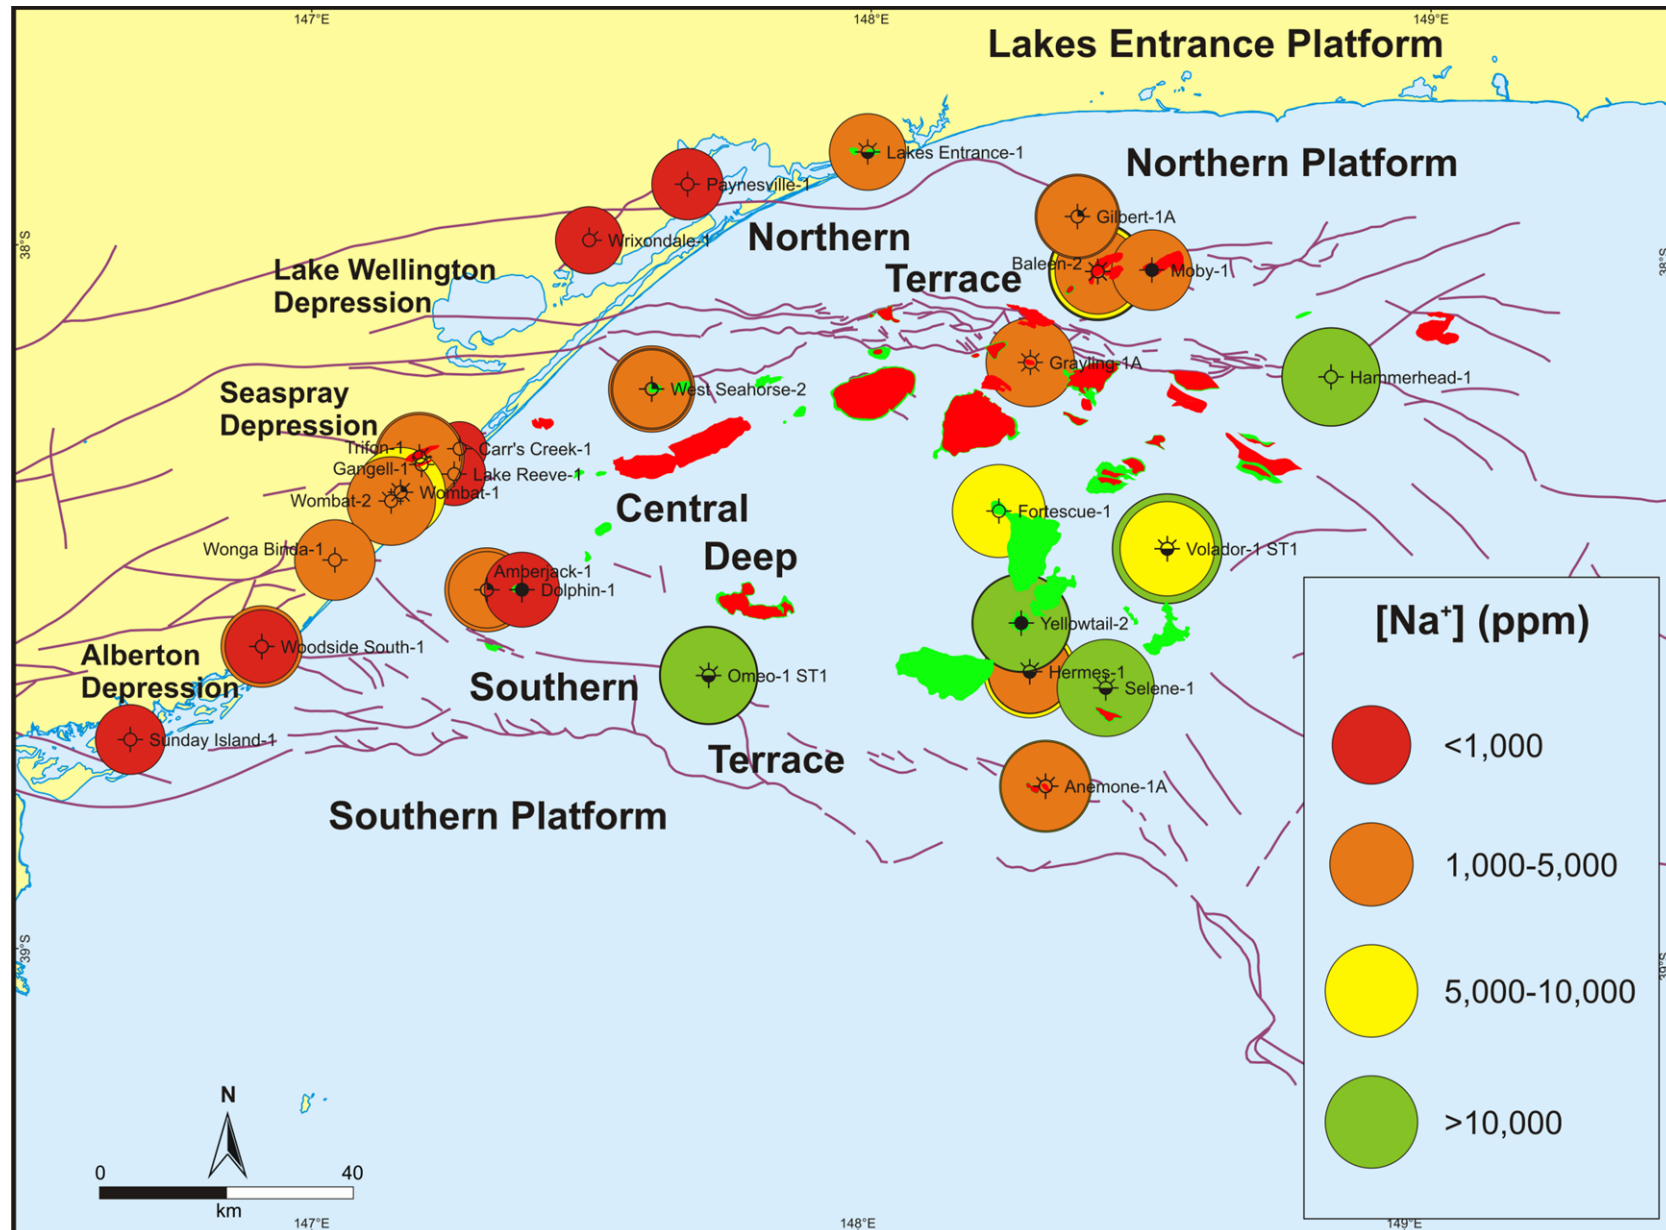 147°E
148°E
149°E
Lakes Entrance Platform
Lakes Entrance-1
Northern Platform
Paynesville-1
Gilbert-1A
Wrixondale-1
Northern
Terrace
38°S
38°S
Baleen-2
Moby-1
Lake Wellington
Depression
Grayling-1A
Hammerhead-1
West Seahorse-2
Seaspray
Depression
Trifon-1
Carr's Creek-1
Gangell-1
Lake Reeve-1
Wombat-1
Wombat-2
Central
Deep
Fortescue-1
Volador-1 ST1
Wonga Binda-1
Amberjack-1
Dolphin-1
Yellowtail-2
Woodside South-1
Alberton
Depression
Southern
Terrace
Omeo-1 ST1
Hermes-1
Selene-1
Sunday Island-1
Anemone-1A
Southern Platform
[Na⁺] (ppm)
<1,000
1,000-5,000
5,000-10,000
>10,000
39°S
39°S
N
0
40
km
147°E
148°E
149°E